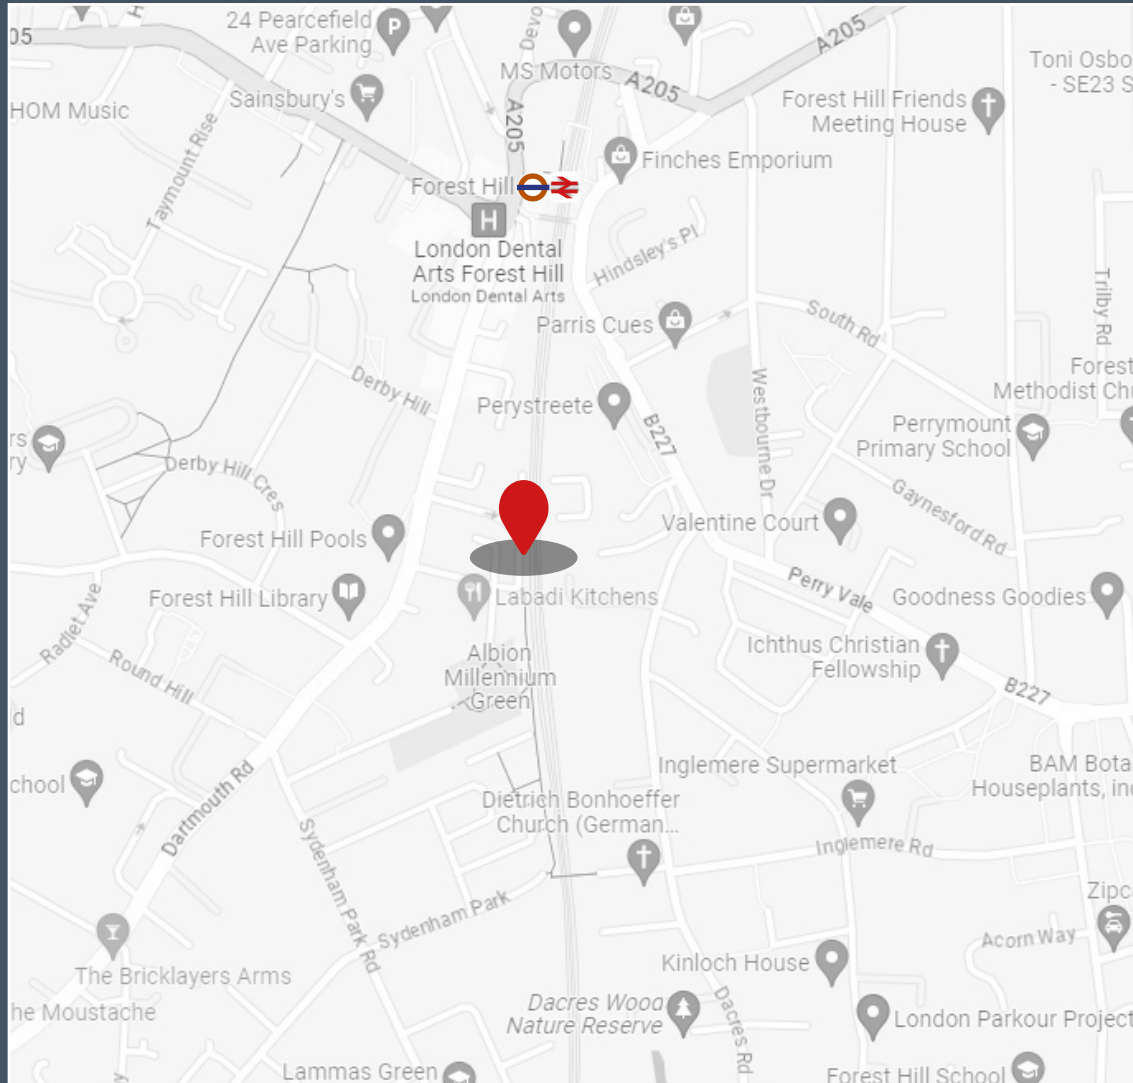 05
24 Pearcefield
Ave Parking
P
Devo
MS Motors
A205
A205
Toni Osbo
- SE23 S
HOM Music
Sainsbury's
A205
Forest Hill Friends
Meeting House
Taymount Rise
Finches Emporium
Forest Hill
H
London Dental
Arts Forest Hill
London Dental Arts
Hindsley's Pl
Trilby Rd
Parris Cues
South Rd
Derby Hill
Forest
Methodist Chu
Perystreete
B227
Westbourne Dr
Perrymount
Primary School
rs
ry
Derby Hill Cres
Gaynesford Rd
Valentine Court
Forest Hill Pools
Forest Hill Library
Labadi Kitchens
Perry Vale
Goodness Goodies
Radlet Ave
Round Hill
Albion
Millennium
Green
Ichthus Christian
Fellowship
B227
d
chool
Inglemere Supermarket
BAM Bota
Houseplants, inc
Dartmouth Rd
Dietrich Bonhoeffer
Church (German...
Inglemere Rd
Sydenham Park Rd
Sydenham Park
Zipca
Acorn Way
The Bricklayers Arms
Kinloch House
he Moustache
Dacres Wood
Nature Reserve
Dacres Rd
London Parkour Project
Lammas Green
Forest Hill School